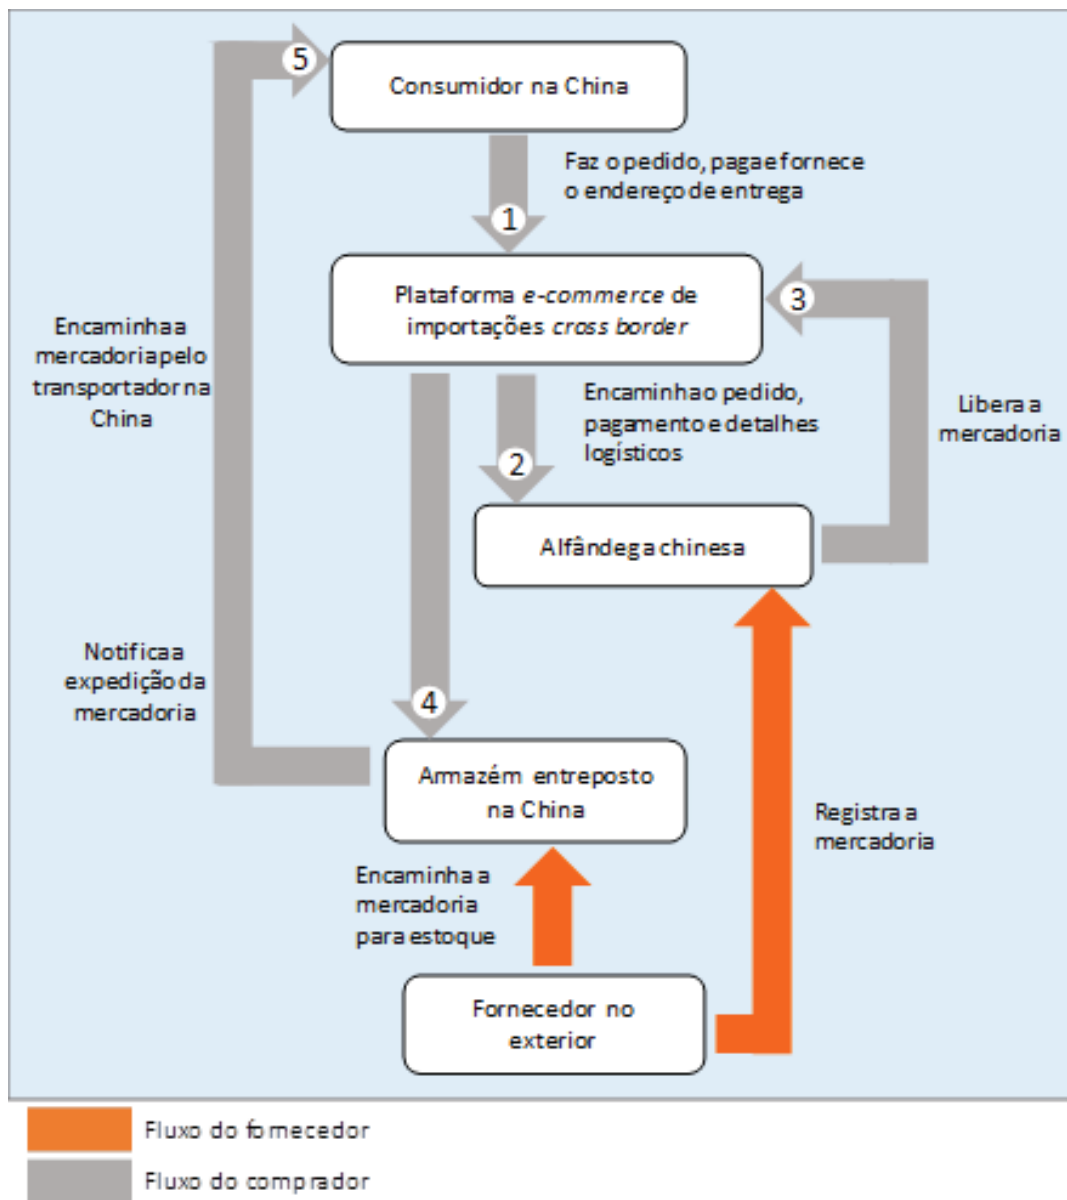 5
Consumidor na China
Faz o pedido, paga e fornece
o endereço de entrega
1
Plataforma e-commerce de
importações cross border
3
Encaminha a
mercadoria pelo
transportador na
China
Encaminha o pedido,
pagamento e detalhes
logísticos
Libera a
mercadoria
2
Alfândega chinesa
Notifica a
expedição da
mercadoria
4
Armazém entreposto
na China
Registra a
mercadoria
Encaminha a
mercadoria
para estoque
Fornecedor no
exterior
Fluxo do fornecedor
Fluxo do comprador